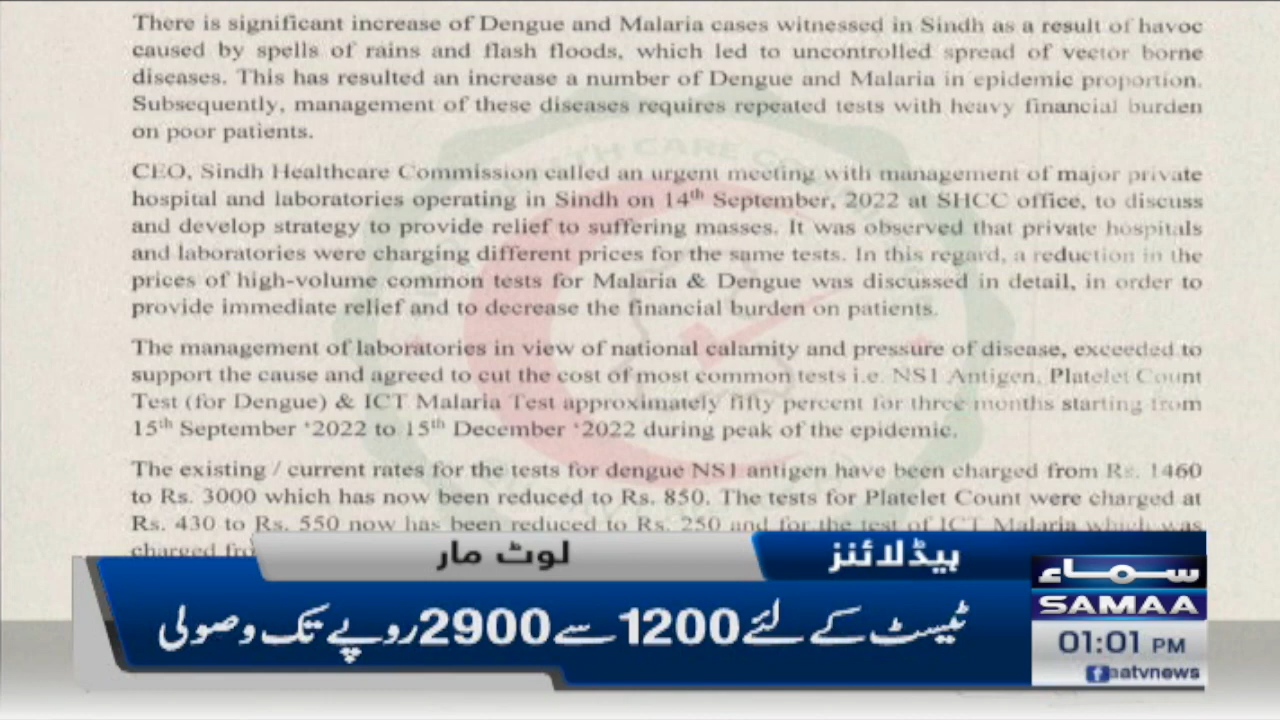 There is significant increase of Dengue and Malaria cases witnessed in Sindh as a result of havoc
caused by spells of rains and flash floods, which led to uncontrolled spread of vector borne
diseases. This has resulted an increase a number of Dengue and Malaria in epidemic proportion.
Subsequently, management of these diseases requires repeated tests with heavy financial burden
on poor patients.
CEO, Sindh Healthcare Commission called an urgent meeting with management of major private
hospital and laboratories operating in Sindh on 14th September, 2022 at SHCC office, to discuss
and develop strategy to provide relief to suffering masses. It was observed that private hospitals
and laboratories were charging different prices for the same tests. In this regard, a reduction in the
prices of high-volume common tests for Malaria & Dengue was discussed in detail, in order to
provide immediate relief and to decrease the financial burden on patients.
The management of laboratories in view of national calamity and pressure of disease, exceeded to
support the cause and agreed to cut the cost of most common tests i.e. NS1 Antigen, Platelet Count
Test (for Dengue) & ICT Malaria Test approximately fifty percent for three months starting from
15th September ‘2022 to 15th December ‘2022 during peak of the epidemic.
The existing / current rates for the tests for dengue NS1 antigen have been charged from Rs. 1460
to Rs. 3000 which has now been reduced to Rs. 850. The tests for Platelet Count were charged at
Rs. 430 to Rs. 550 now has been reduced to Rs. 250 and for the test of ICT Malaria which was
charged
ہیڈلائنز
لوٹ مار
ٹیسٹ کے لئے 1200 سے 2900 روپے تک وصولی
سماء
SAMAA
01:01 PM
aatvnews